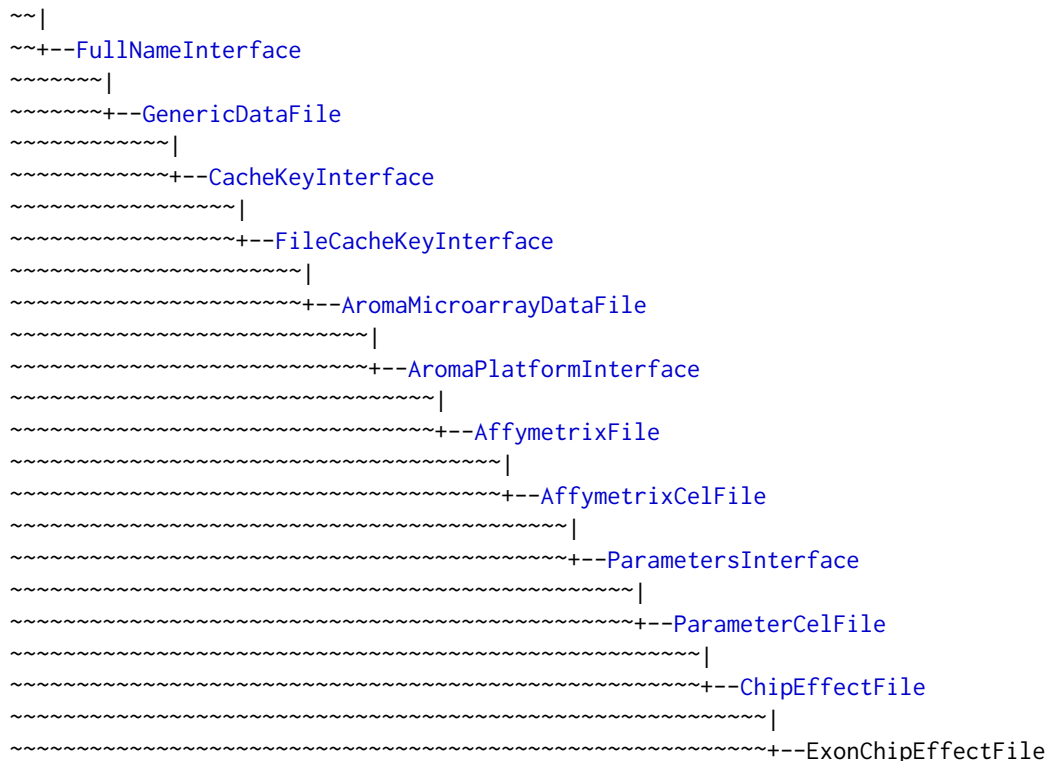 ~~|
~~+--FullNameInterface
~~~~~~~|
~~~~~~~+--GenericDataFile
~~~~~~~~~~~~|
~~~~~~~~~~~~+--CacheKeyInterface
~~~~~~~~~~~~~~~~~|
~~~~~~~~~~~~~~~~~+--FileCacheKeyInterface
~~~~~~~~~~~~~~~~~~~~~~|
~~~~~~~~~~~~~~~~~~~~~~+--AromaMicroarrayDataFile
~~~~~~~~~~~~~~~~~~~~~~~~~~~|
~~~~~~~~~~~~~~~~~~~~~~~~~~~+--AromaPlatformInterface
~~~~~~~~~~~~~~~~~~~~~~~~~~~~~~~~|
~~~~~~~~~~~~~~~~~~~~~~~~~~~~~~~~+--AffymetrixFile
~~~~~~~~~~~~~~~~~~~~~~~~~~~~~~~~~~~~~|
~~~~~~~~~~~~~~~~~~~~~~~~~~~~~~~~~~~~~+--AffymetrixCelFile
~~~~~~~~~~~~~~~~~~~~~~~~~~~~~~~~~~~~~~~~~~|
~~~~~~~~~~~~~~~~~~~~~~~~~~~~~~~~~~~~~~~~~~+--ParametersInterface
~~~~~~~~~~~~~~~~~~~~~~~~~~~~~~~~~~~~~~~~~~~~~~~|
~~~~~~~~~~~~~~~~~~~~~~~~~~~~~~~~~~~~~~~~~~~~~~~+--ParameterCelFile
~~~~~~~~~~~~~~~~~~~~~~~~~~~~~~~~~~~~~~~~~~~~~~~~~~~~|
~~~~~~~~~~~~~~~~~~~~~~~~~~~~~~~~~~~~~~~~~~~~~~~~~~~~+--ChipEffectFile
~~~~~~~~~~~~~~~~~~~~~~~~~~~~~~~~~~~~~~~~~~~~~~~~~~~~~~~~~|
~~~~~~~~~~~~~~~~~~~~~~~~~~~~~~~~~~~~~~~~~~~~~~~~~~~~~~~~~+--ExonChipEffectFile